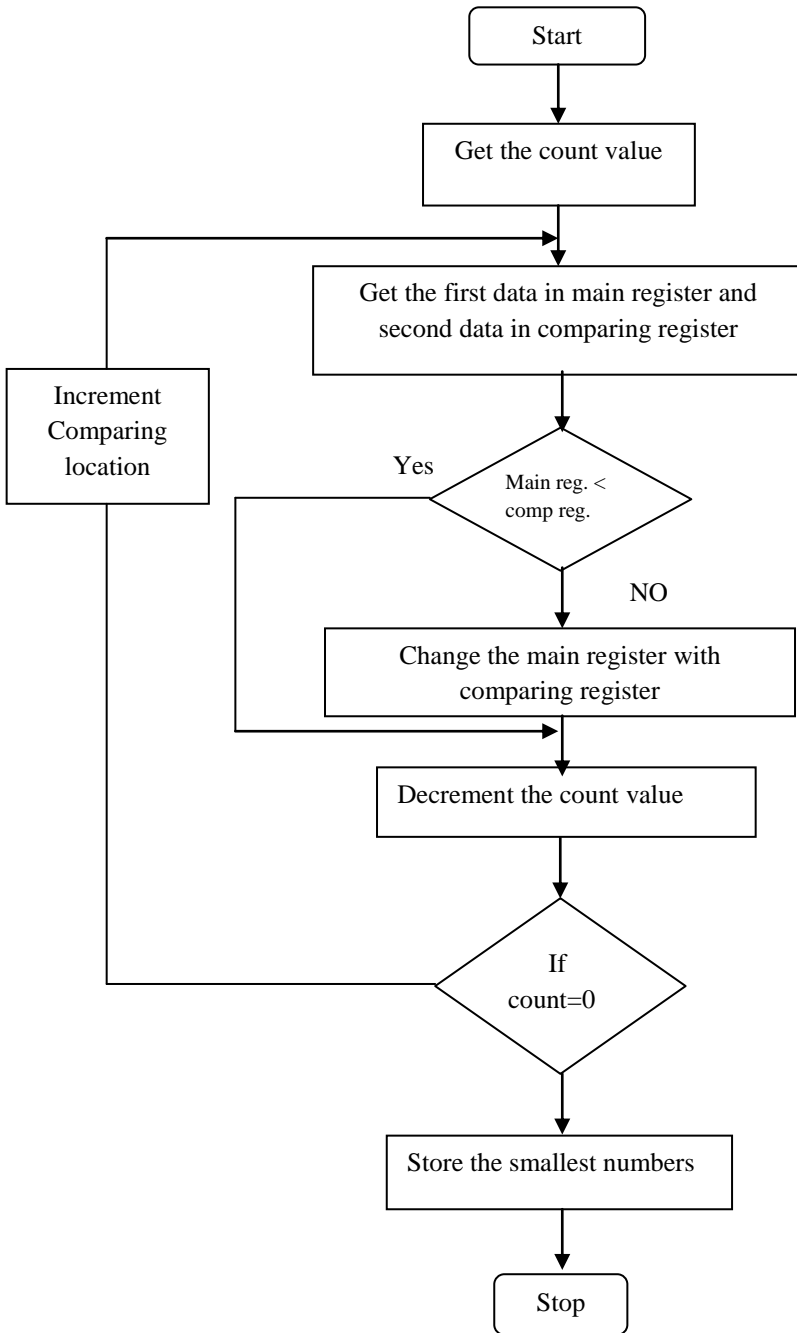 Start
Get the count value
Get the first data in main register and
second data in comparing register
Increment
Comparing
location
Yes
Main reg. <
comp reg.
NO
Change the main register with
comparing register
Decrement the count value
If
count=0
Store the smallest numbers
Stop